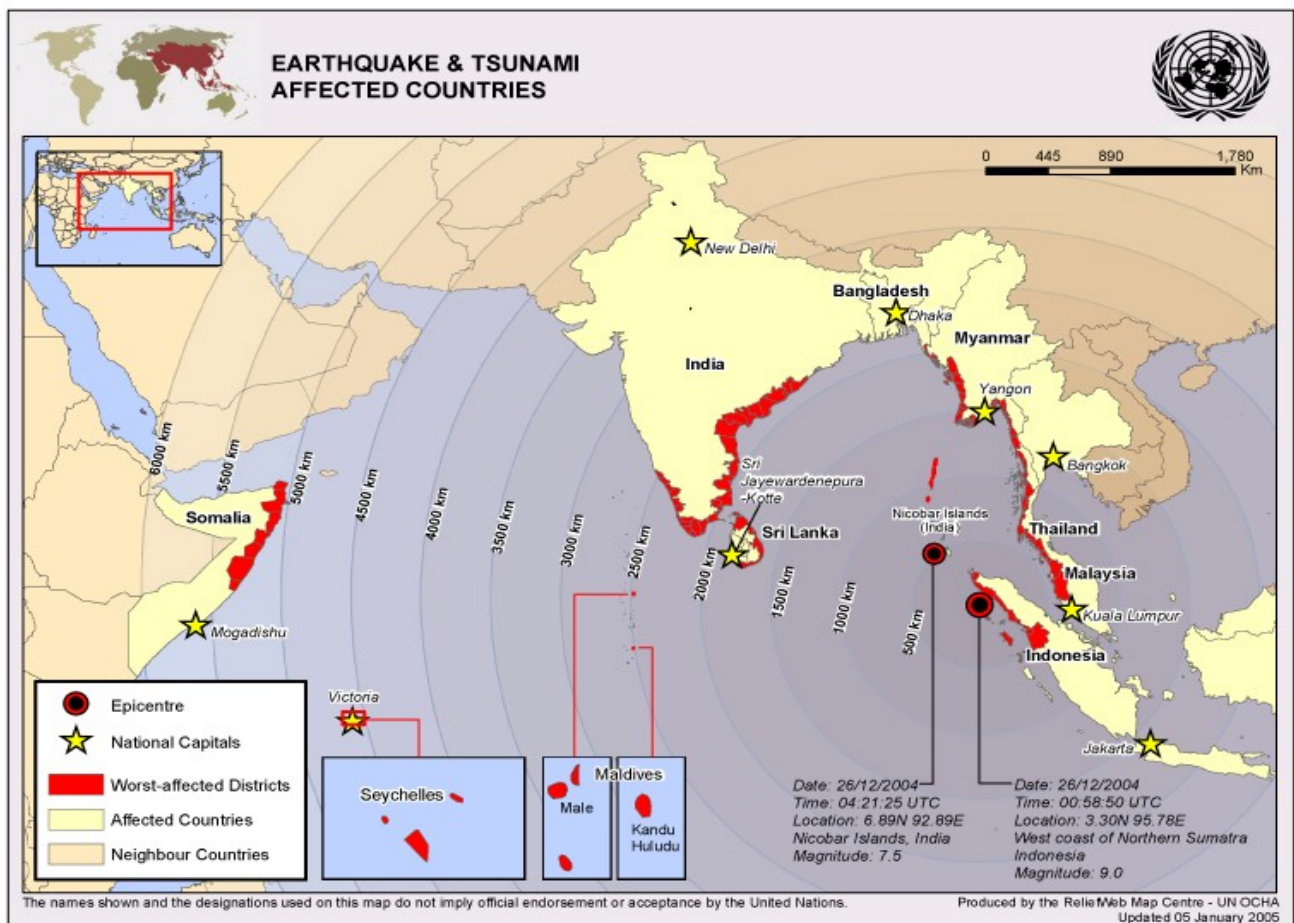 EARTHQUAKE & TSUNAMI
AFFECTED COUNTRIES
0 445 890 1,780
Km
New Delhi
Bangladesh
Dhaka
Myanmar
India
Yangon
Bangkok
6000 km
5500 km
5000 km
4500 km
4000 km
3500 km
3000 km
2500 km
2000 km
1500 km
1000 km
500 km
Sri
Jayewardenepura
-Kotte
Sri Lanka
Nicobar Islands
(India)
Thailand
Malaysia
Kuala Lumpur
Indonesia
Jakarta
Somalia
Mogadishu
Victoria
Epicentre
National Capitals
Worst-affected Districts
Affected Countries
Neighbour Countries
Seychelles
Maldives
Male
Kandu
Huludu
Date: 26/12/2004
Time: 04:21:25 UTC
Location: 6.89N 92.89E
Nicobar Islands, India
Magnitude: 7.5
Date: 26/12/2004
Time: 00:58:50 UTC
Location: 3.30N 95.78E
West coast of Northern Sumatra
Indonesia
Magnitude: 9.0
The names shown and the designations used on this map do not imply official endorsement or acceptance by the United Nations.
Produced by the ReliefWeb Map Centre - UN OCHA
Updated 05 January 2005